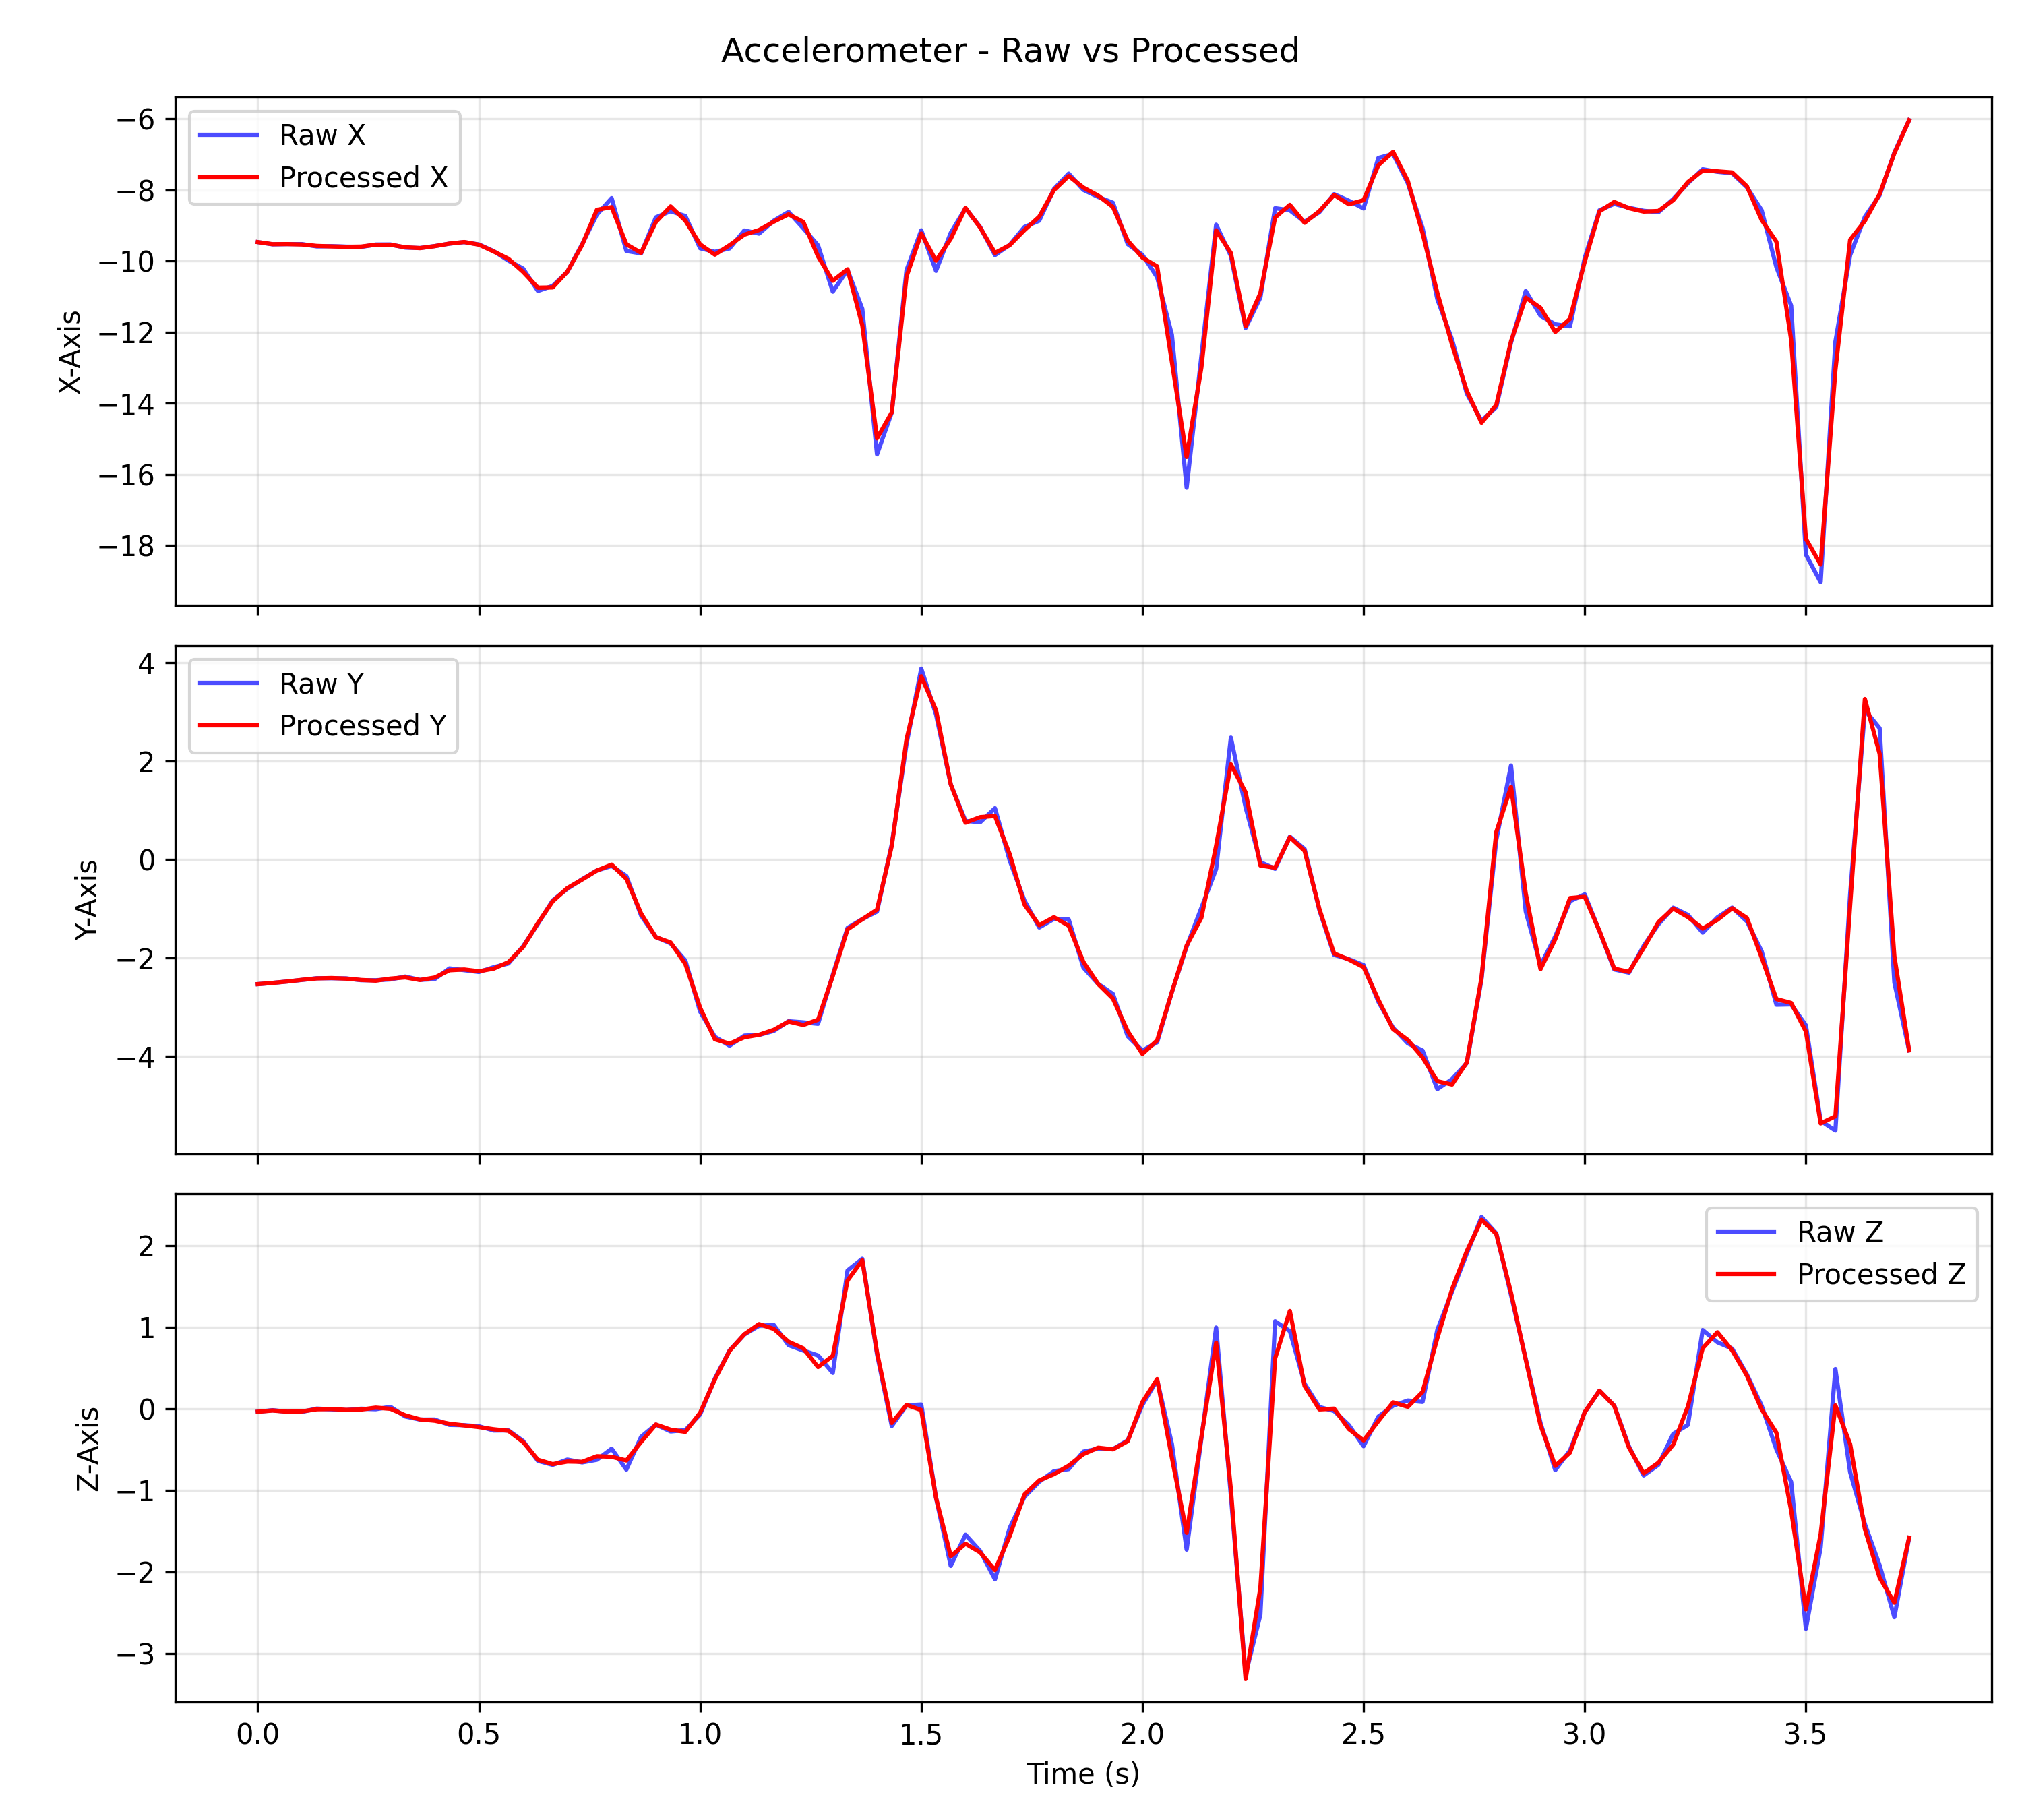 Accelerometer - Raw vs Processed
Raw X
Processed X
−6
−8
−10
−12
−14
−16
−18
X-Axis
Raw Y
Processed Y
4
2
0
−2
−4
Y-Axis
Raw Z
Processed Z
2
1
0
−1
−2
−3
Z-Axis
0.0 0.5 1.0 1.5 2.0 2.5 3.0 3.5
Time (s)